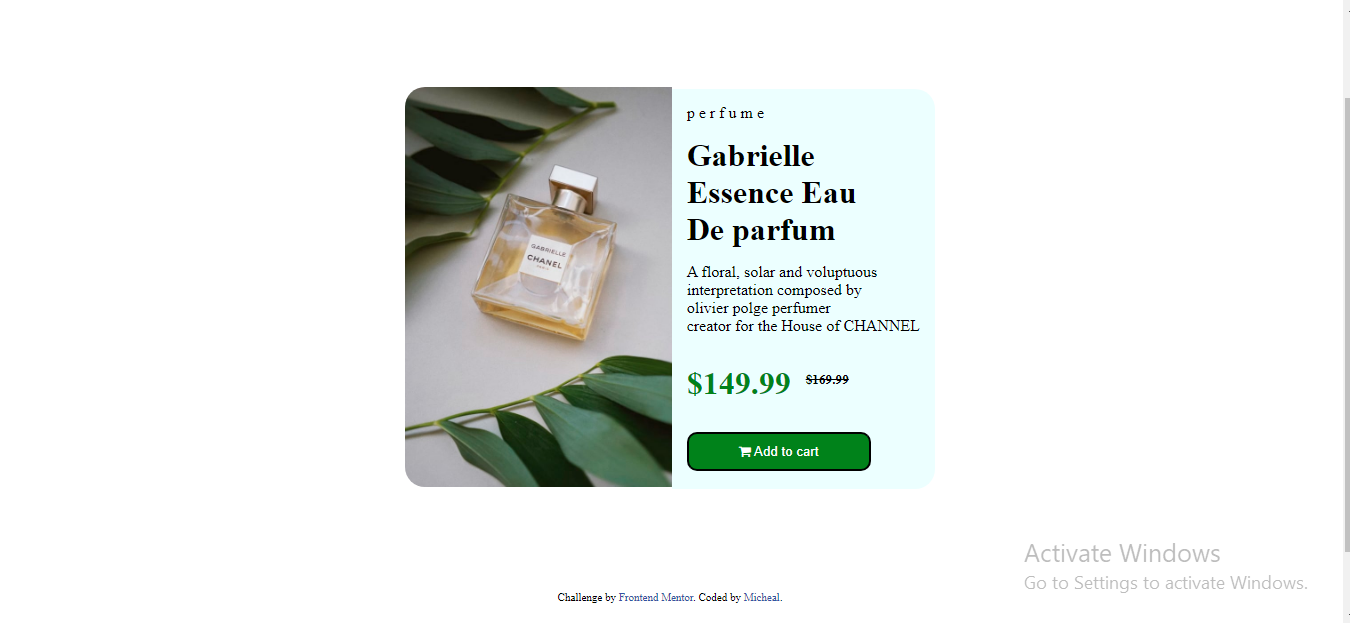 perfume
Gabrielle
Essence Eau
De parfum
A floral, solar and voluptuous
interpretation composed by
olivier polge perfumer
creator for the House of CHANNEL
$149.99 $169.99
Add to cart
GABRIELLE
CHANEL
PARIS
Activate Windows
Go to Settings to activate Windows.
Challenge by Frontend Mentor. Coded by Micheal.